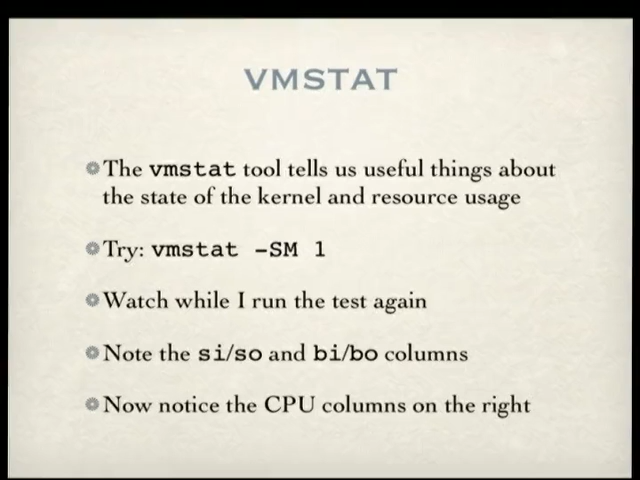 VMSTAT
The vmstat tool tells us useful things about
the state of the kernel and resource usage
Try: vmstat -SM 1
Watch while I run the test again
Note the si/so and bi/bo columns
Now notice the CPU columns on the right